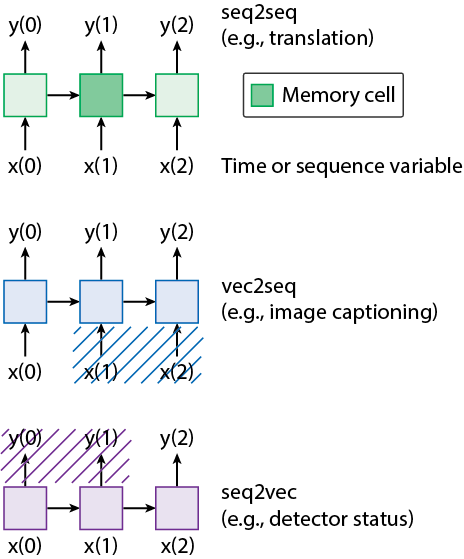 y(0) y(1) y(2)
seq2seq
(e.g., translation)
Memory cell
x(0) x(1) x(2)
Time or sequence variable
y(0) y(1) y(2)
vec2seq
(e.g., image captioning)
x(0) x(1) x(2)
y(0) y(1) y(2)
seq2vec
(e.g., detector status)
x(0) x(1) x(2)